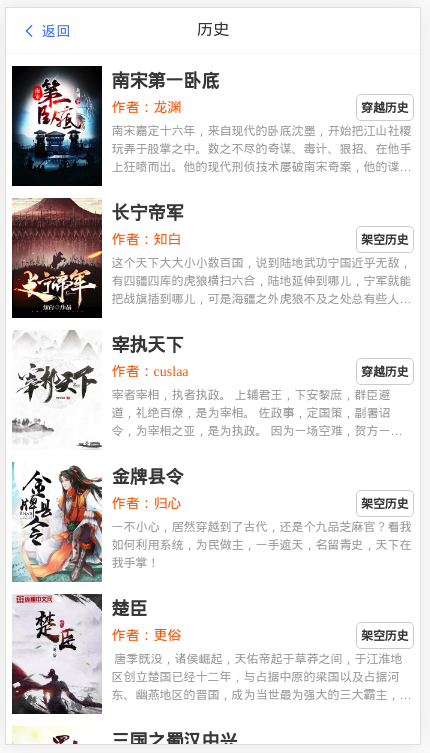 返回
历史
南宋第一卧底
作者：龙渊
穿越历史
南宋嘉定十六年，来自现代的卧底沈墨，开始把江山社稷
玩弄于股掌之中。数之不尽的奇谋、毒计、狠招、在他手
上狂喷而出。他的现代刑侦技术屡破南宋奇案，他的谍…
长宁帝军
作者：知白
架空历史
这个天下大大小小数百国，说到陆地武功宁国近乎无敌，
有四疆四库的虎狼横扫六合，陆地延伸到哪儿，宁军就能
把战旗插到哪儿，可是海疆之外虎狼不及之处总有些人…
宰执天下
作者：cuslaa
穿越历史
宰者宰相，执者执政。 上辅君王，下安黎庶，群臣避
道，礼绝百僚，是为宰相。 佐政事，定国策，副署诏
令，为宰相之亚，是为执政。 因为一场空难，贺方一…
金牌县令
作者：归心
架空历史
一不小心，居然穿越到了古代，还是个九品芝麻官？看我
如何利用系统，为民做主，一手遮天，名留青史，天下在
我手掌！
楚臣
作者：更俗
架空历史
唐季既没，诸侯崛起，天佑帝起于草莽之间，于江淮地
区创立楚国已经十二年，与占据中原的梁国以及占据河
东、幽燕地区的晋国，成为当世最为强大的三大霸主，…
三国之蜀汉中兴